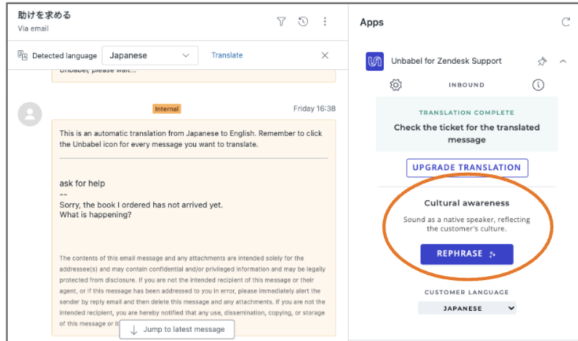 助けを求める
Via email
Detected language Japanese Translate
Unbabel, please wait...
Internal
Friday 16:38
This is an automatic translation from Japanese to English. Remember to click
the Unbabel icon for every message you want to translate.
ask for help
--
Sorry, the book I ordered has not arrived yet.
What is happening?
The contents of this email message and any attachments are intended solely for the
addressee(s) and may contain confidential and/or privileged information and may be legally
protected from disclosure. If you are not the intended recipient of this message or their
agent, or if this message has been addressed to you in error, please immediately alert the
sender by reply email and then delete this message and any attachments. If you are not the
intended recipient, you are hereby notified that any use, dissemination, copying, or storage
of this message or it
Jump to latest message
Apps
Unbabel for Zendesk Support
INBOUND
TRANSLATION COMPLETE
Check the ticket for the translated
message
UPGRADE TRANSLATION
Cultural awareness
Sound as a native speaker, reflecting
the customer's culture.
REPHRASE
CUSTOMER LANGUAGE
JAPANESE